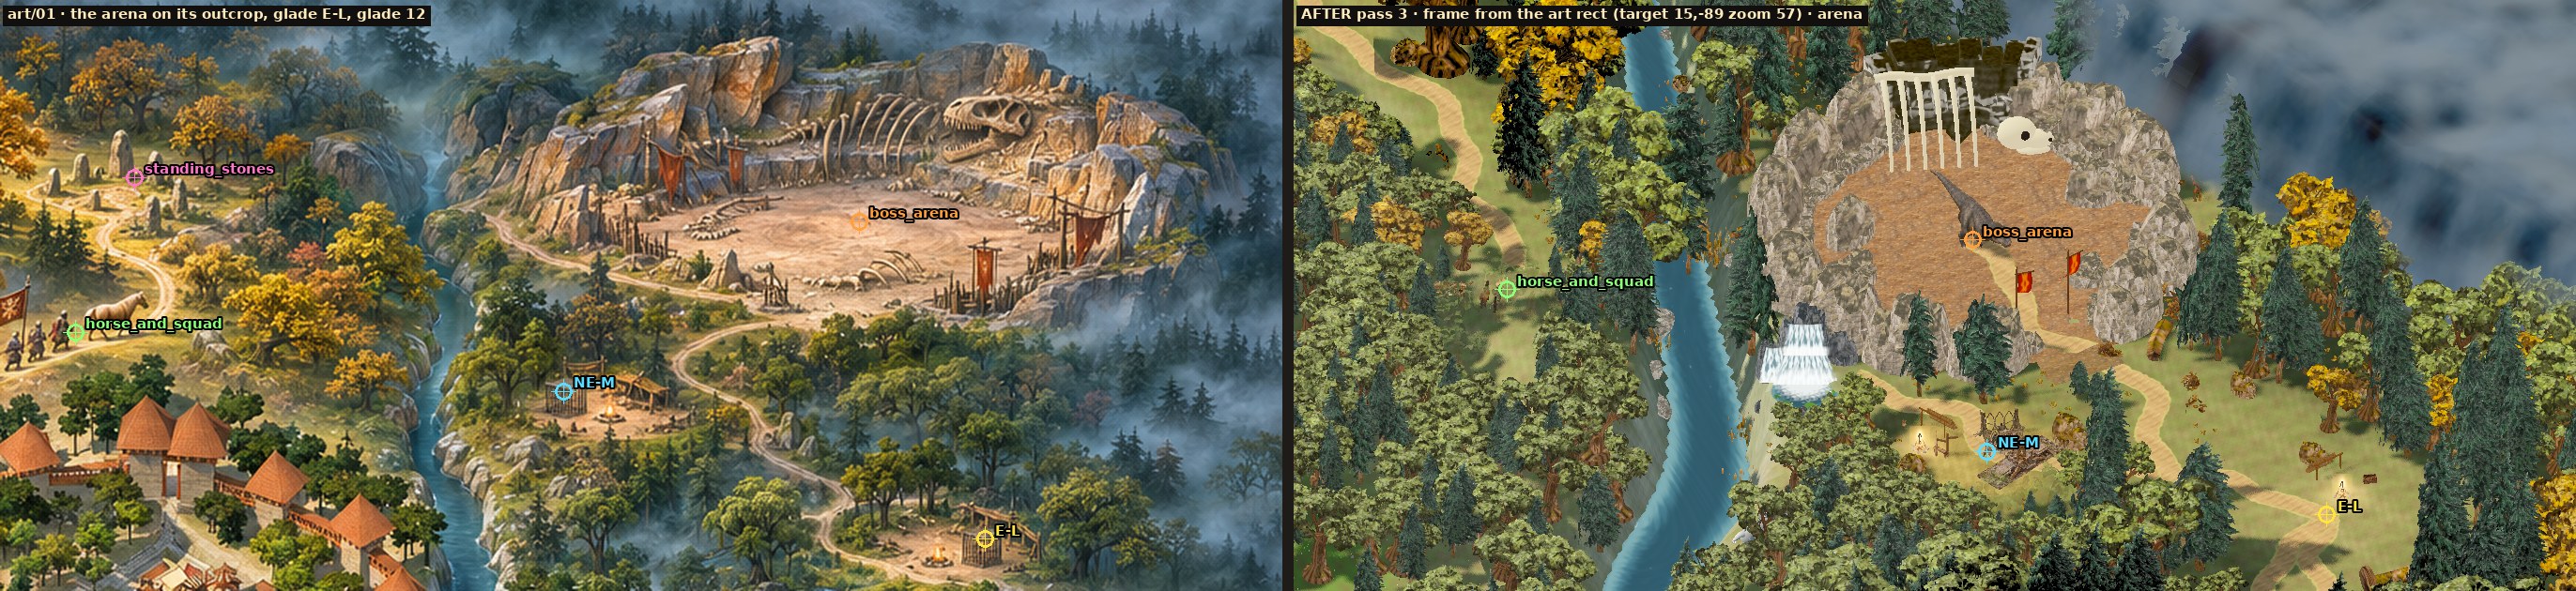 art/01 · the arena on its outcrop, glade E-L, glade 12
standing_stones
boss_arena
horse_and_squad
NE-M
E-L
AFTER pass 3 · frame from the art rect (target 15,-89 zoom 57) · arena
boss_arena
horse_and_squad
NE-M
E-L